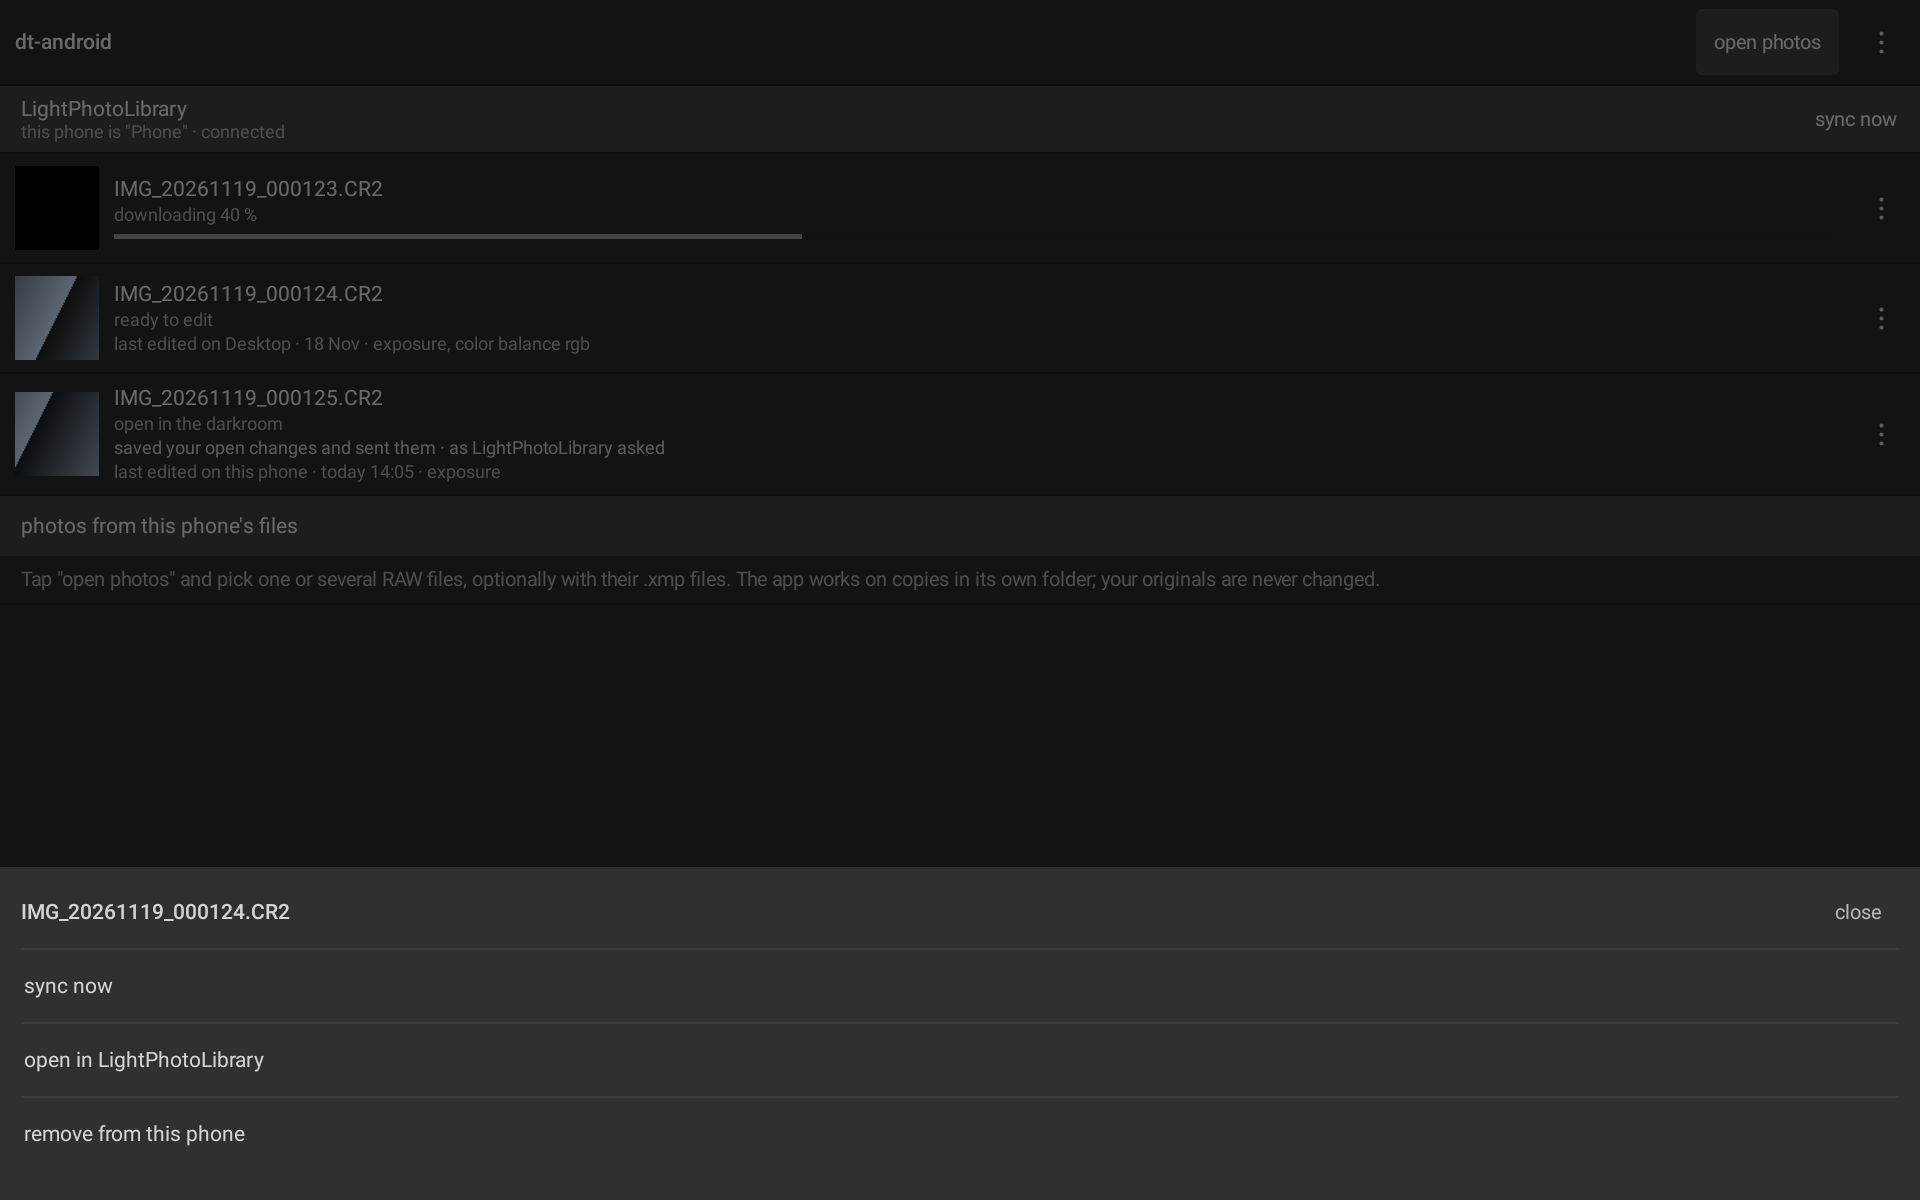 dt-android
open photos
LightPhotoLibrary
this phone is "Phone" · connected
sync now
IMG_20261119_000123.CR2
downloading 40 %
IMG_20261119_000124.CR2
ready to edit
last edited on Desktop · 18 Nov · exposure, color balance rgb
IMG_20261119_000125.CR2
open in the darkroom
saved your open changes and sent them · as LightPhotoLibrary asked
last edited on this phone · today 14:05 · exposure
photos from this phone's files
Tap "open photos" and pick one or several RAW files, optionally with their .xmp files. The app works on copies in its own folder; your originals are never changed.
IMG_20261119_000124.CR2
close
sync now
open in LightPhotoLibrary
remove from this phone